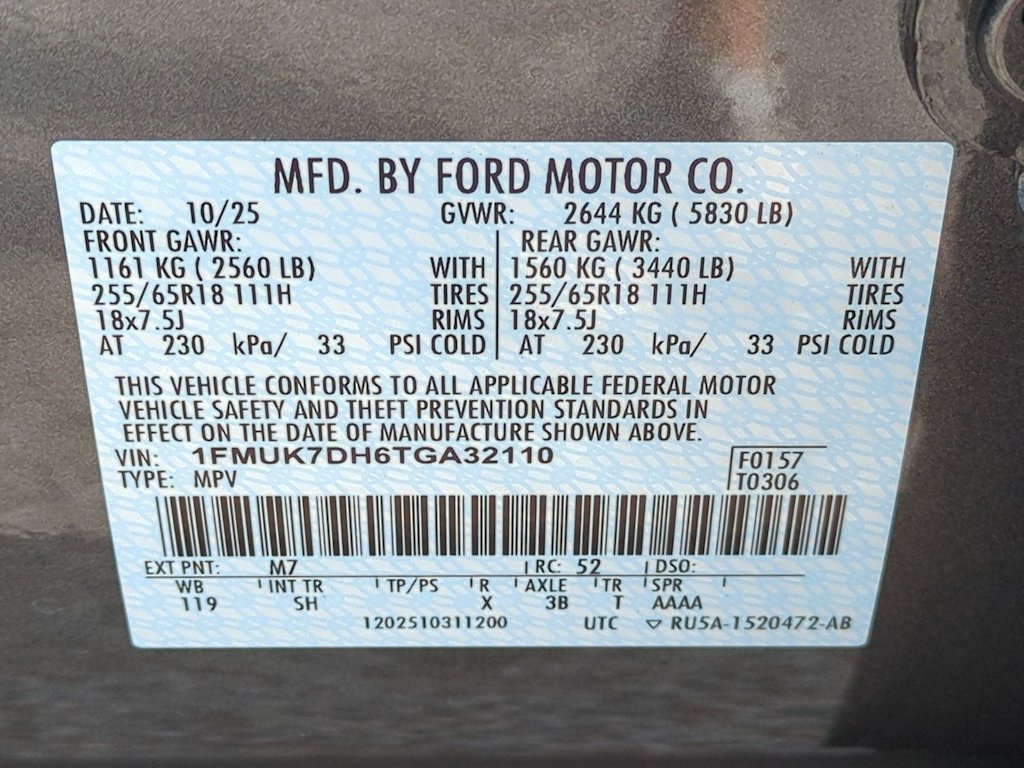 MFD. BY FORD MOTOR CO.
DATE: 10/25 GVWR: 2644 KG ( 5830 LB)
FRONT GAWR: REAR GAWR:
1161 KG ( 2560 LB) WITH 1560 KG ( 3440 LB) WITH
255/65R18 111H TIRES 255/65R18 111H TIRES
18x7.5J RIMS 18x7.5J RIMS
AT 230 kPa/ 33 PSI COLD AT 230 kPa/ 33 PSI COLD
THIS VEHICLE CONFORMS TO ALL APPLICABLE FEDERAL MOTOR
VEHICLE SAFETY AND THEFT PREVENTION STANDARDS IN
EFFECT ON THE DATE OF MANUFACTURE SHOWN ABOVE.
VIN: 1FMUK7DH6TGA32110 F0157
TYPE: MPV T0306
EXT PNT: M7 RC: 52 DSO:
WB INT TR TP/PS R AXLE TR SPR
119 SH X 3B T AAAA
1202510311200 UTC ▽ RU5A-1520472-AB